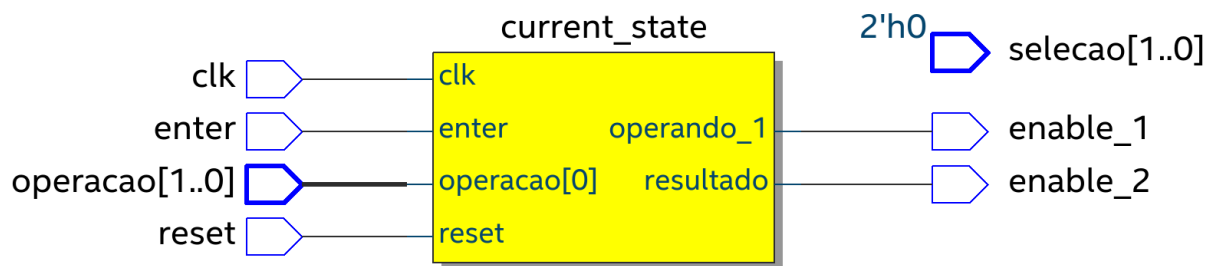 current_state
2'h0
selecao[1..0]
clk
clk
enter
enter
operando_1
enable_1
operacao[1..0]
operacao[0]
resultado
enable_2
reset
reset